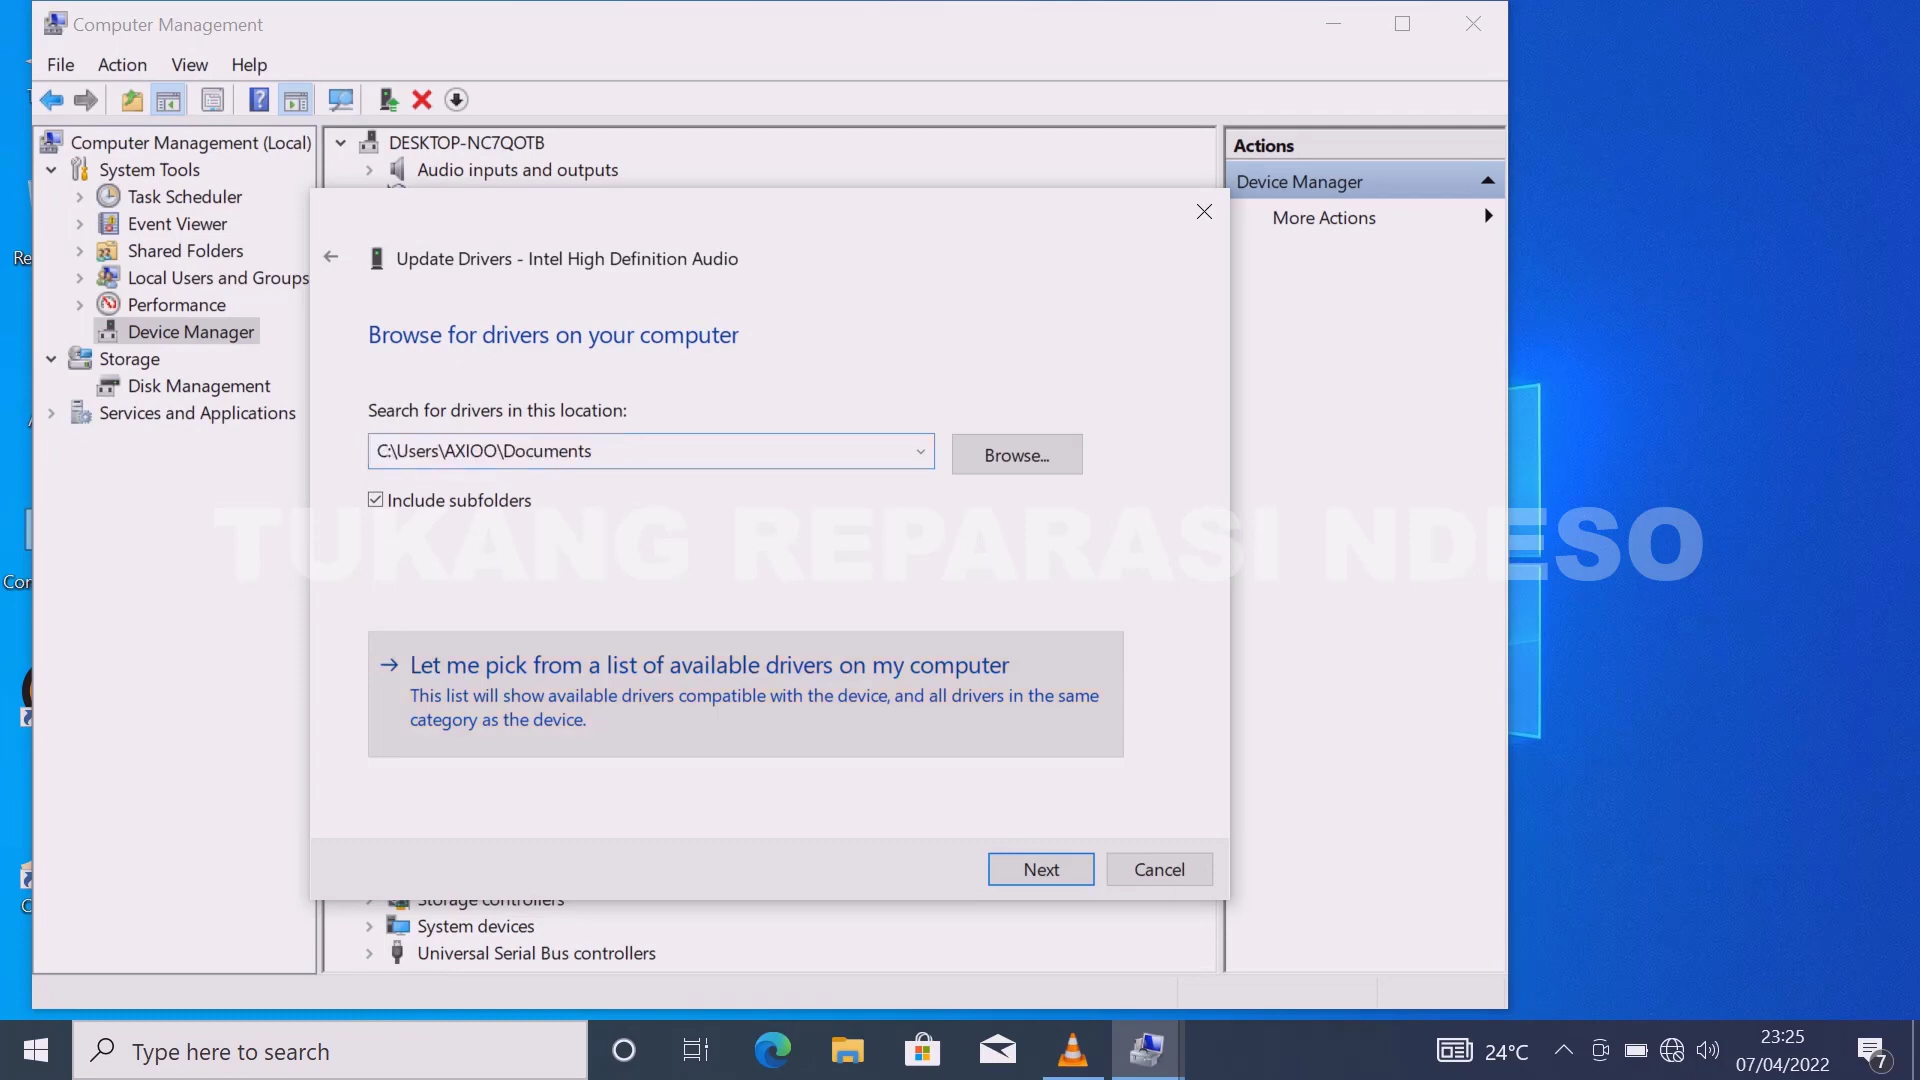 Computer Management
File Action View Help
Computer Management (Local)
System Tools
Task Scheduler
Event Viewer
Shared Folders
Local Users and Groups
Performance
Device Manager
Storage
Disk Management
Services and Applications
DESKTOP-NC7QOTB
Audio inputs and outputs
Actions
Device Manager
More Actions
Update Drivers - Intel High Definition Audio
Browse for drivers on your computer
Search for drivers in this location:
C:\Users\AXIOO\Documents
Browse...
Include subfolders
TUKANG REPARASI NDESO
Let me pick from a list of available drivers on my computer
This list will show available drivers compatible with the device, and all drivers in the same
category as the device.
Next Cancel
Storage controllers
System devices
Universal Serial Bus controllers
Type here to search
24°C
23:25
07/04/2022
7